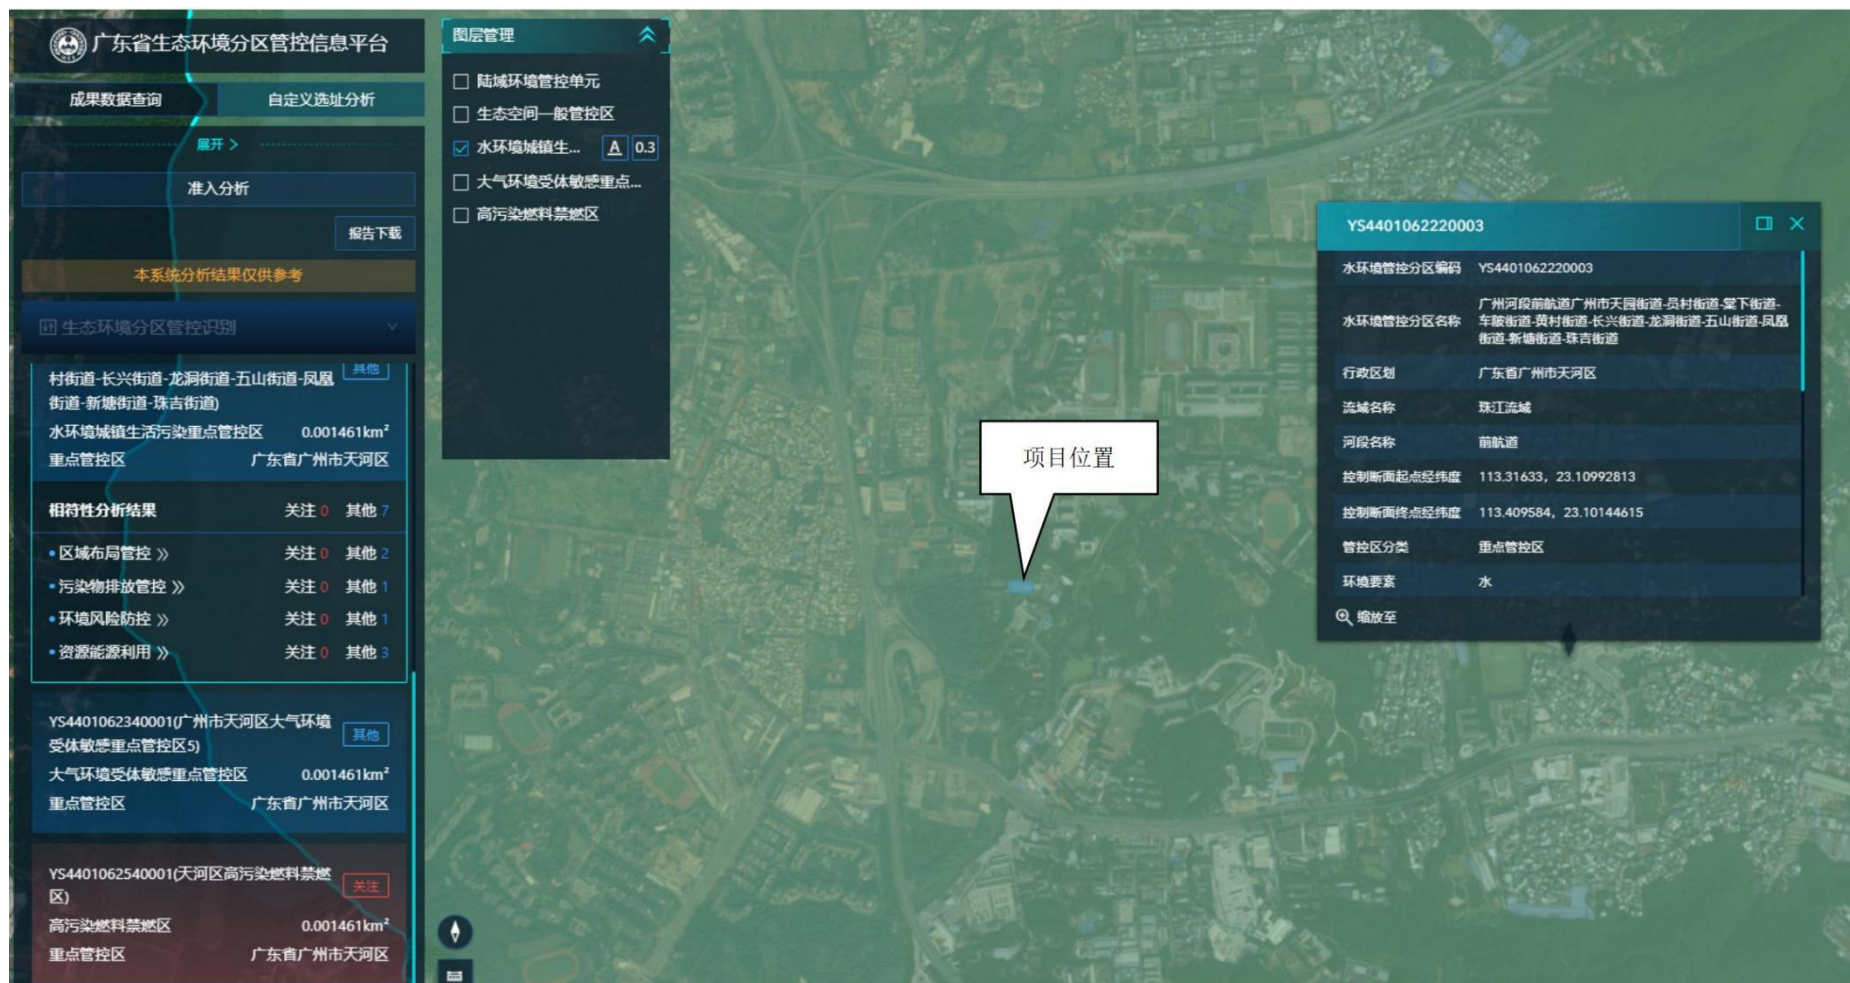 广东省生态环境分区管控信息平台
成果数据查询
自定义选址分析
展开 >
准入分析
报告下载
本系统分析结果仅供参考
生态环境分区管控识别
村街道-长兴街道-龙洞街道-五山街道-凤凰
街道-新塘街道-珠吉街道)
其他
水环境城镇生活污染重点管控区 0.001461km²
重点管控区 广东省广州市天河区
相符性分析结果 关注 0 其他 7
区域布局管控 》 关注 0 其他 2
污染物排放管控 》 关注 0 其他 1
环境风险防控 》 关注 0 其他 1
资源能源利用 》 关注 0 其他 3
YS4401062340001(广州市天河区大气环境
受体敏感重点管控区5)
其他
大气环境受体敏感重点管控区 0.001461km²
重点管控区 广东省广州市天河区
YS4401062540001(天河区高污染燃料禁燃
区)
关注
高污染燃料禁燃区 0.001461km²
重点管控区 广东省广州市天河区
图层管理
陆域环境管控单元
生态空间一般管控区
水环境城镇生... A 0.3
大气环境受体敏感重点...
高污染燃料禁燃区
项目位置
YS4401062220003
水环境管控分区编码 YS4401062220003
水环境管控分区名称
广州河段前航道广州市天园街道-员村街道-棠下街道-
车陂街道-黄村街道-长兴街道-龙洞街道-五山街道-凤凰
街道-新塘街道-珠吉街道
行政区划 广东省广州市天河区
流域名称 珠江流域
河段名称 前航道
控制断面起点经纬度 113.31633，23.10992813
控制断面终点经纬度 113.409584，23.10144615
管控区分类 重点管控区
环境要素 水
缩放至